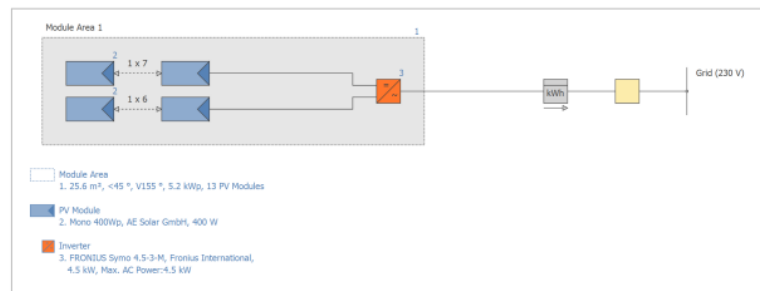 Module Area 1
1
2
1 x 7
3
2
1 x 6
kWh
Grid (230 V)
Module Area
1. 25.6 m², <45 °, V155 °, 5.2 kWp, 13 PV Modules
PV Module
2. Mono 400Wp, AE Solar GmbH, 400 W
Inverter
3. FRONIUS Symo 4.5-3-M, Fronius International,
4.5 kW, Max. AC Power:4.5 kW